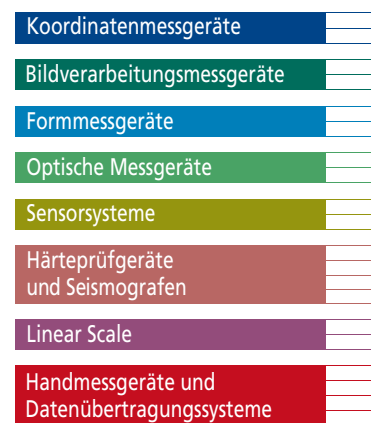 Koordinatenmessgeräte
Bildverarbeitungsmessgeräte
Formmessgeräte
Optische Messgeräte
Sensorsysteme
Härteprüfgeräte
und Seismografen
Linear Scale
Handmessgeräte und
Datenübertragungssysteme